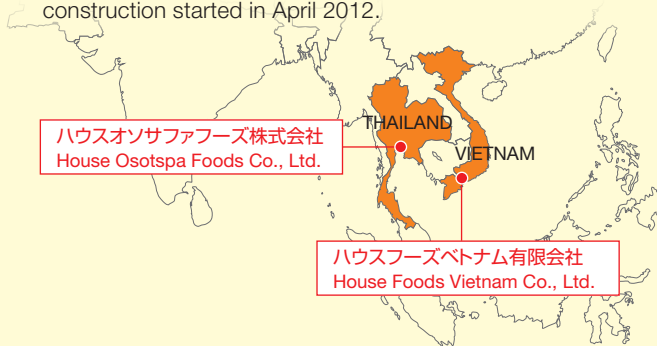 construction started in April 2012.
THAILAND
ハウスオソサファフーズ株式会社
House Osotspa Foods Co., Ltd.
VIETNAM
ハウスフーズベトナム有限会社
House Foods Vietnam Co., Ltd.